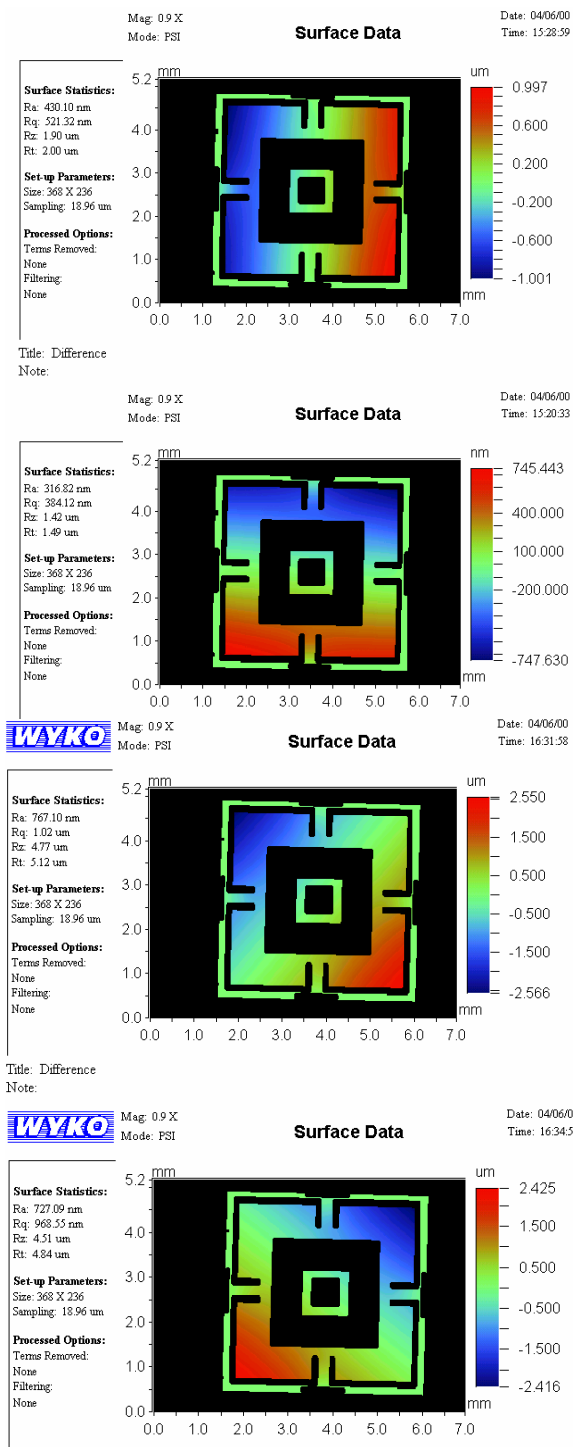 Mag: 0.9 X
Mode: PSI
Surface Data
Date: 04/06/00
Time: 15:28:59
Surface Statistics:
Ra: 430.10 nm
Rq: 521.32 nm
Rz: 1.90 um
Rt: 2.00 um
Set-up Parameters:
Size: 368 X 236
Sampling: 18.96 um
Processed Options:
Terms Removed:
None
Filtering:
None
mm
5.2
4.0
3.0
2.0
1.0
0.0
0.0 1.0 2.0 3.0 4.0 5.0 6.0 7.0
mm
um
0.997
0.600
0.200
-0.200
-0.600
-1.001
Title: Difference
Note:
Mag: 0.9 X
Mode: PSI
Surface Data
Date: 04/06/00
Time: 15:20:33
Surface Statistics:
Ra: 316.82 nm
Rq: 384.12 nm
Rz: 1.42 um
Rt: 1.49 um
Set-up Parameters:
Size: 368 X 236
Sampling: 18.96 um
Processed Options:
Terms Removed:
None
Filtering:
None
mm
5.2
4.0
3.0
2.0
1.0
0.0
0.0 1.0 2.0 3.0 4.0 5.0 6.0 7.0
mm
nm
745.443
400.000
100.000
-200.000
-747.630
WYKO
Mag: 0.9 X
Mode: PSI
Surface Data
Date: 04/06/00
Time: 16:31:58
Surface Statistics:
Ra: 767.10 nm
Rq: 1.02 um
Rz: 4.77 um
Rt: 5.12 um
Set-up Parameters:
Size: 368 X 236
Sampling: 18.96 um
Processed Options:
Terms Removed:
None
Filtering:
None
mm
5.2
4.0
3.0
2.0
1.0
0.0
0.0 1.0 2.0 3.0 4.0 5.0 6.0 7.0
mm
um
2.550
1.500
0.500
-0.500
-1.500
-2.566
Title: Difference
Note:
WYKO
Mag: 0.9 X
Mode: PSI
Surface Data
Date: 04/06/0
Time: 16:34:5
Surface Statistics:
Ra: 727.09 nm
Rq: 968.55 nm
Rz: 4.51 um
Rt: 4.84 um
Set-up Parameters:
Size: 368 X 236
Sampling: 18.96 um
Processed Options:
Terms Removed:
None
Filtering:
None
mm
5.2
4.0
3.0
2.0
1.0
0.0
0.0 1.0 2.0 3.0 4.0 5.0 6.0 7.0
mm
um
2.425
1.500
0.500
-0.500
-1.500
-2.416